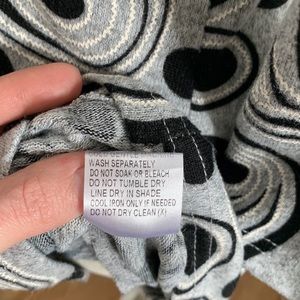 WASH SEPARATELY
DO NOT SOAK OR BLEACH
DO NOT TUMBLE DRY
LINE DRY IN SHADE
COOL IRON ONLY IF NEEDED
DO NOT DRY CLEAN (X)